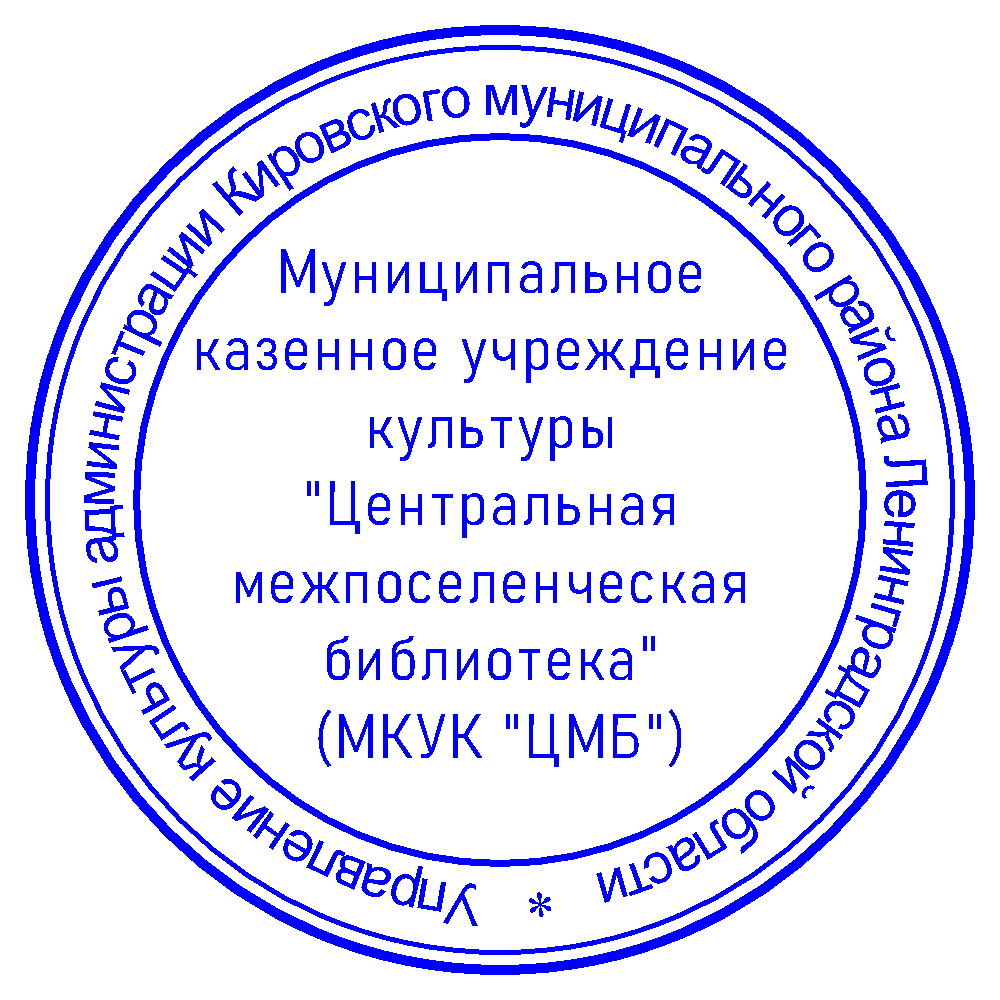 Управление культуры администрации Кировского муниципального района Ленинградской области *
Муниципальное
казенное учреждение
культуры
"Центральная
межпоселенческая
библиотека"
(МКУК "ЦМБ")